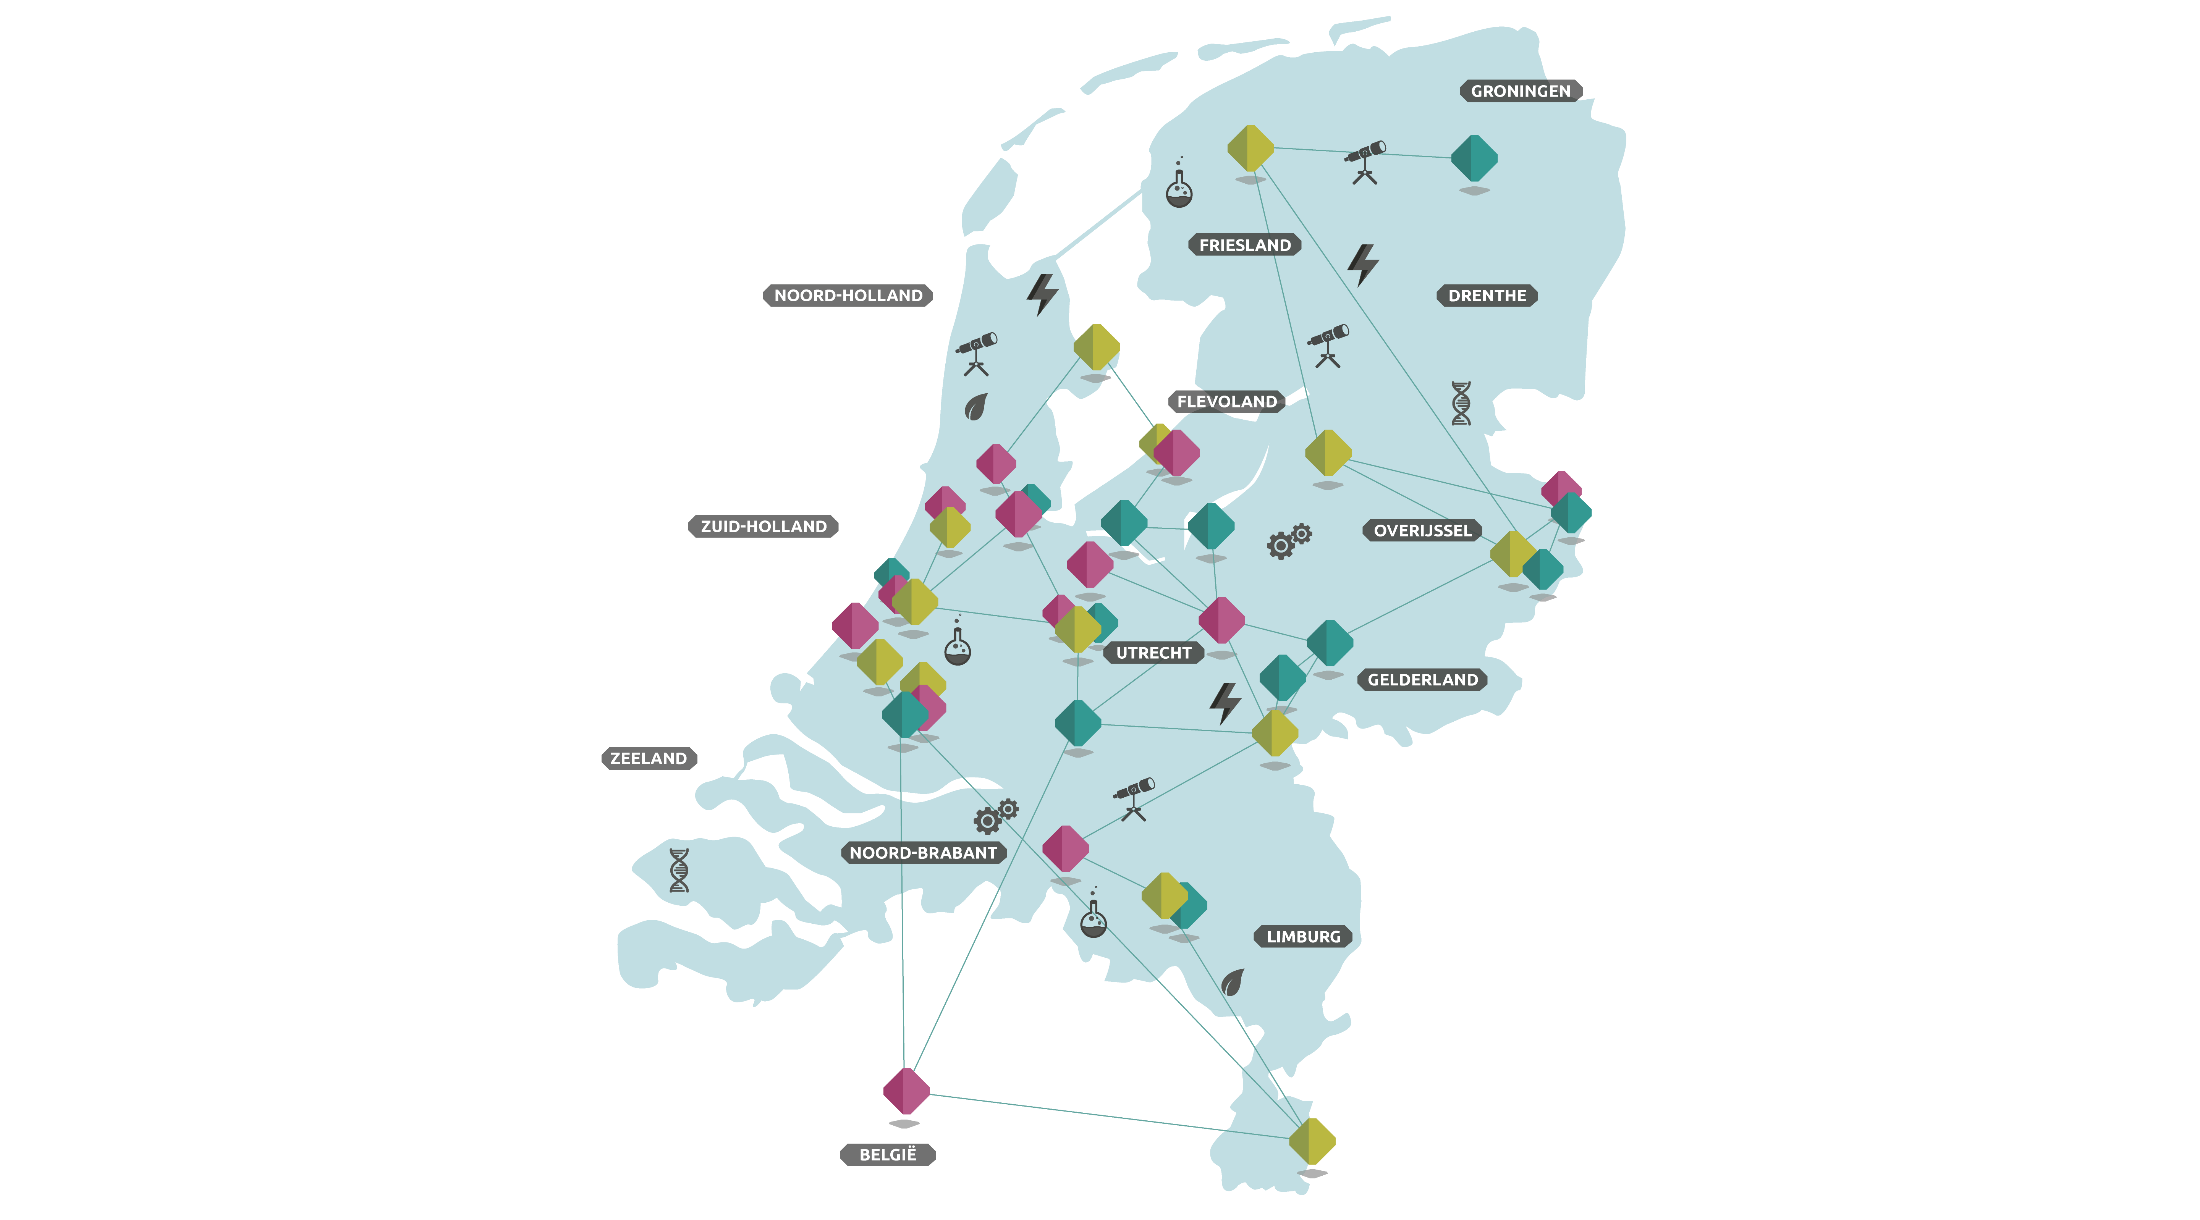 GRONINGEN
FRIESLAND
NOORD-HOLLAND
DRENTHE
FLEVOLAND
ZUID-HOLLAND
OVERIJSSEL
UTRECHT
GELDERLAND
ZEELAND
NOORD-BRABANT
LIMBURG
BELGIË